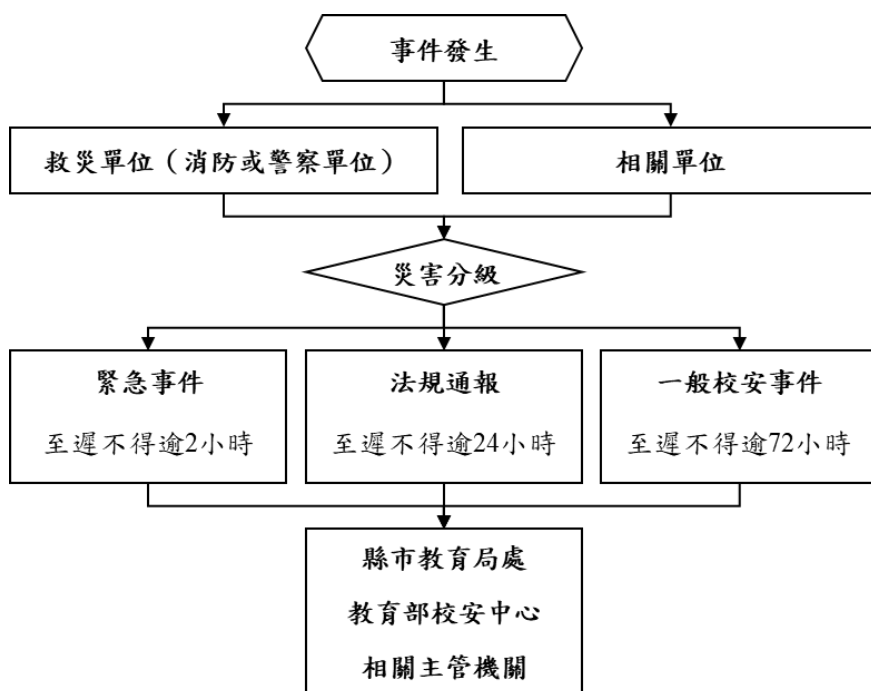 事件發生
救災單位（消防或警察單位）
相關單位
災害分級
緊急事件
至遲不得逾2小時
法規通報
至遲不得逾24小時
一般校安事件
至遲不得逾72小時
縣市教育局處
教育部校安中心
相關主管機關